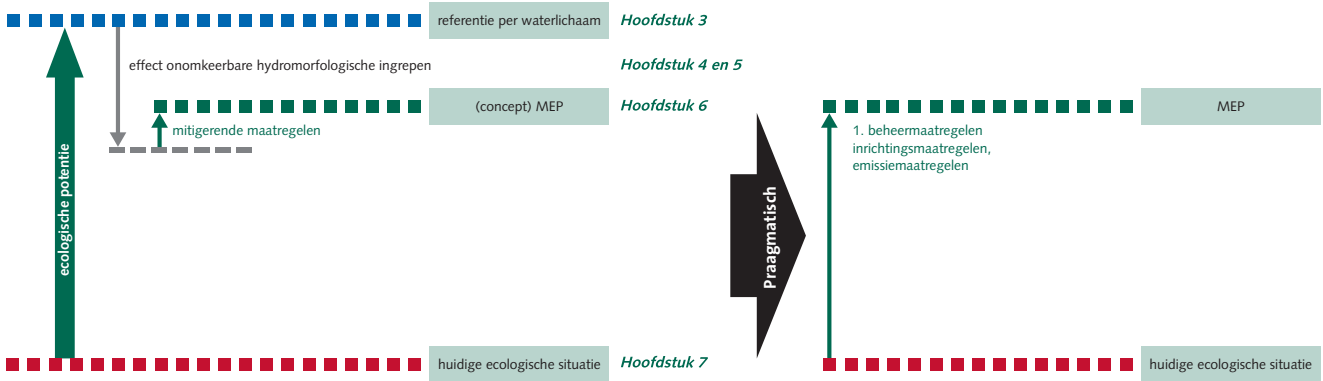 referentie per waterlichaam
Hoofdstuk 3
effect onomkeerbare hydromorfologische ingrepen
Hoofdstuk 4 en 5
(concept) MEP
Hoofdstuk 6
mitigerende maatregelen
ecologische potentie
huidige ecologische situatie
Hoofdstuk 7
Praagmatisch
MEP
1. beheermaatregelen
inrichtingsmaatregelen,
emissiemaatregelen
huidige ecologische situatie